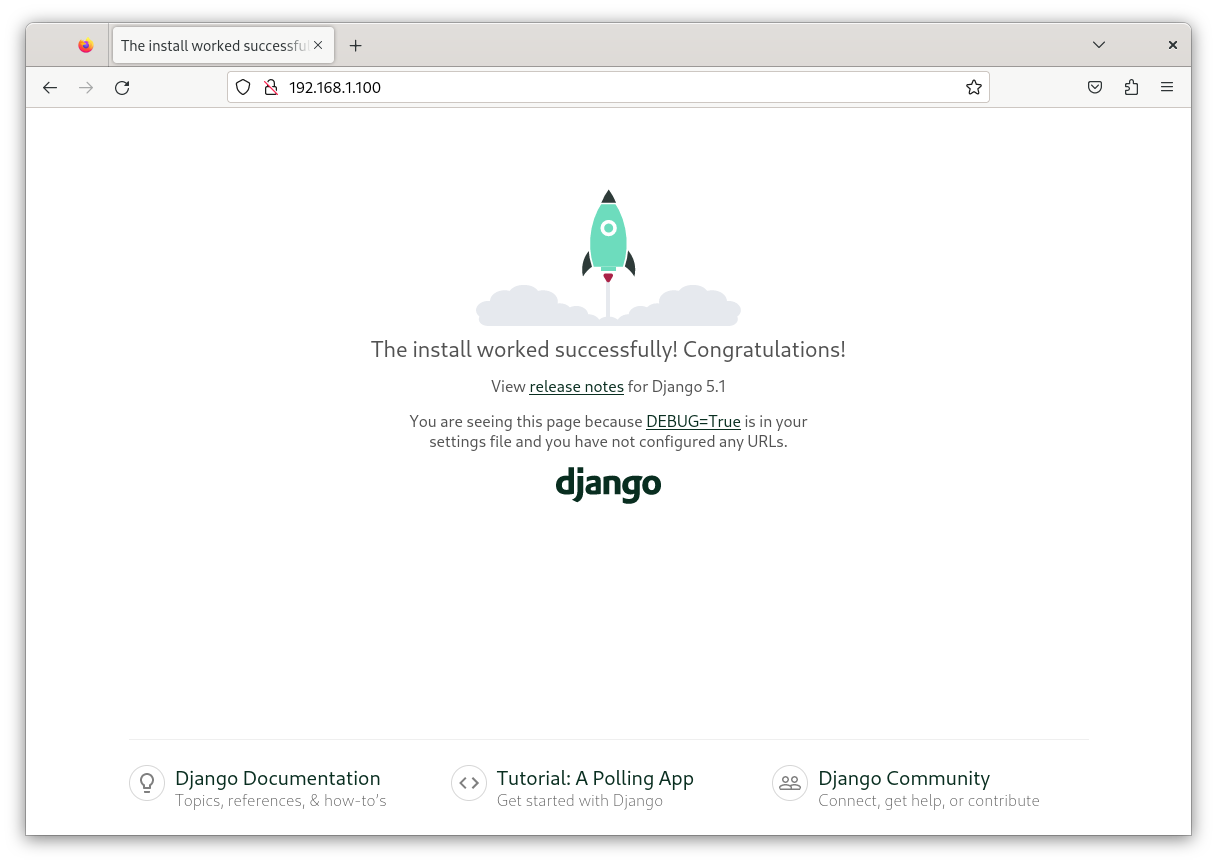 The install worked successfu
192.168.1.100
The install worked successfully! Congratulations!
View release notes for Django 5.1
You are seeing this page because DEBUG=True is in your
settings file and you have not configured any URLs.
django
Django Documentation
Topics, references, & how-to’s
Tutorial: A Polling App
Get started with Django
Django Community
Connect, get help, or contribute